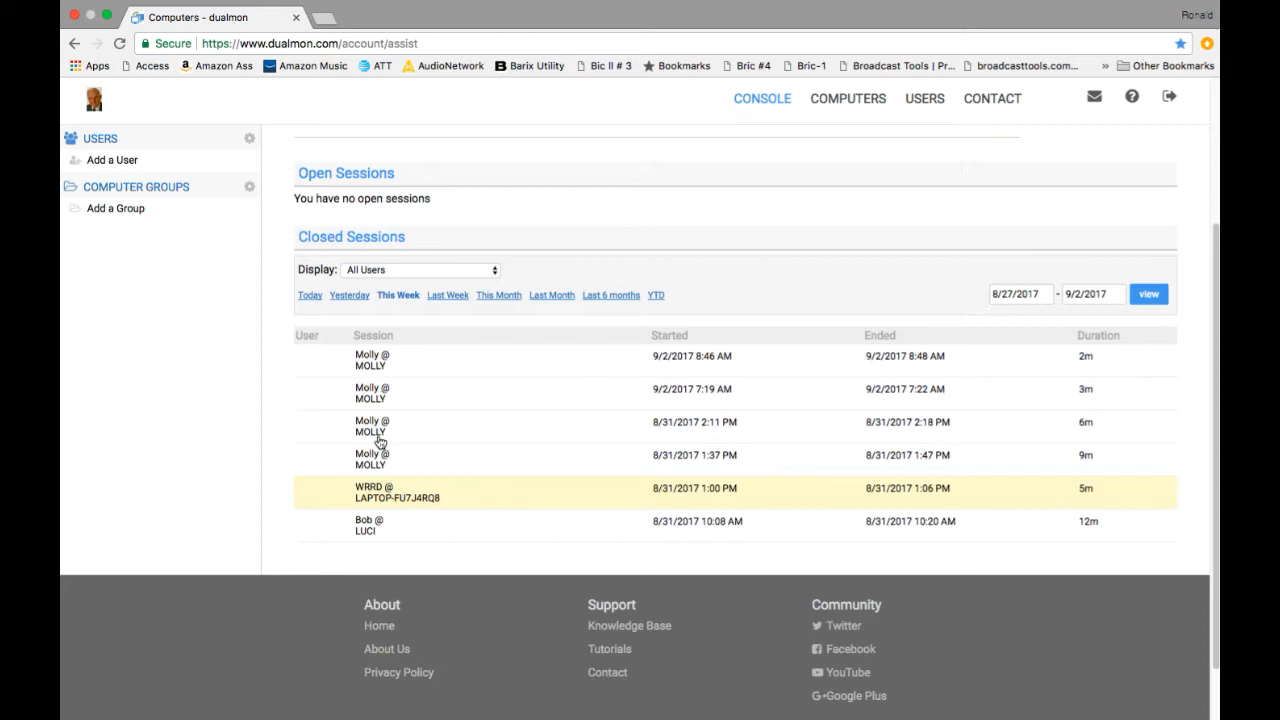 Computers - dualmon
Ronald
Secure https://www.dualmon.com/account/assist
Apps Access Amazon Ass Amazon Music ATT AudioNetwork Barix Utility Bic II # 3 Bookmarks Bric #4 Bric-1 Broadcast Tools | Pr... broadcasttools.com... » Other Bookmarks
CONSOLE COMPUTERS USERS CONTACT
USERS
Add a User
COMPUTER GROUPS
Add a Group
Open Sessions
You have no open sessions
Closed Sessions
Display: All Users
Today Yesterday This Week Last Week This Month Last Month Last 6 months YTD 8/27/2017 - 9/2/2017 view
User Session Started Ended Duration
Molly @
MOLLY
9/2/2017 8:46 AM 9/2/2017 8:48 AM 2m
Molly @
MOLLY
9/2/2017 7:19 AM 9/2/2017 7:22 AM 3m
Molly @
MOLLY
8/31/2017 2:11 PM 8/31/2017 2:18 PM 6m
Molly @
MOLLY
8/31/2017 1:37 PM 8/31/2017 1:47 PM 9m
WRRD @
LAPTOP-FU7J4RQ8
8/31/2017 1:00 PM 8/31/2017 1:06 PM 5m
Bob @
LUCI
8/31/2017 10:08 AM 8/31/2017 10:20 AM 12m
About
Home
About Us
Privacy Policy
Support
Knowledge Base
Tutorials
Contact
Community
Twitter
Facebook
YouTube
G+Google Plus